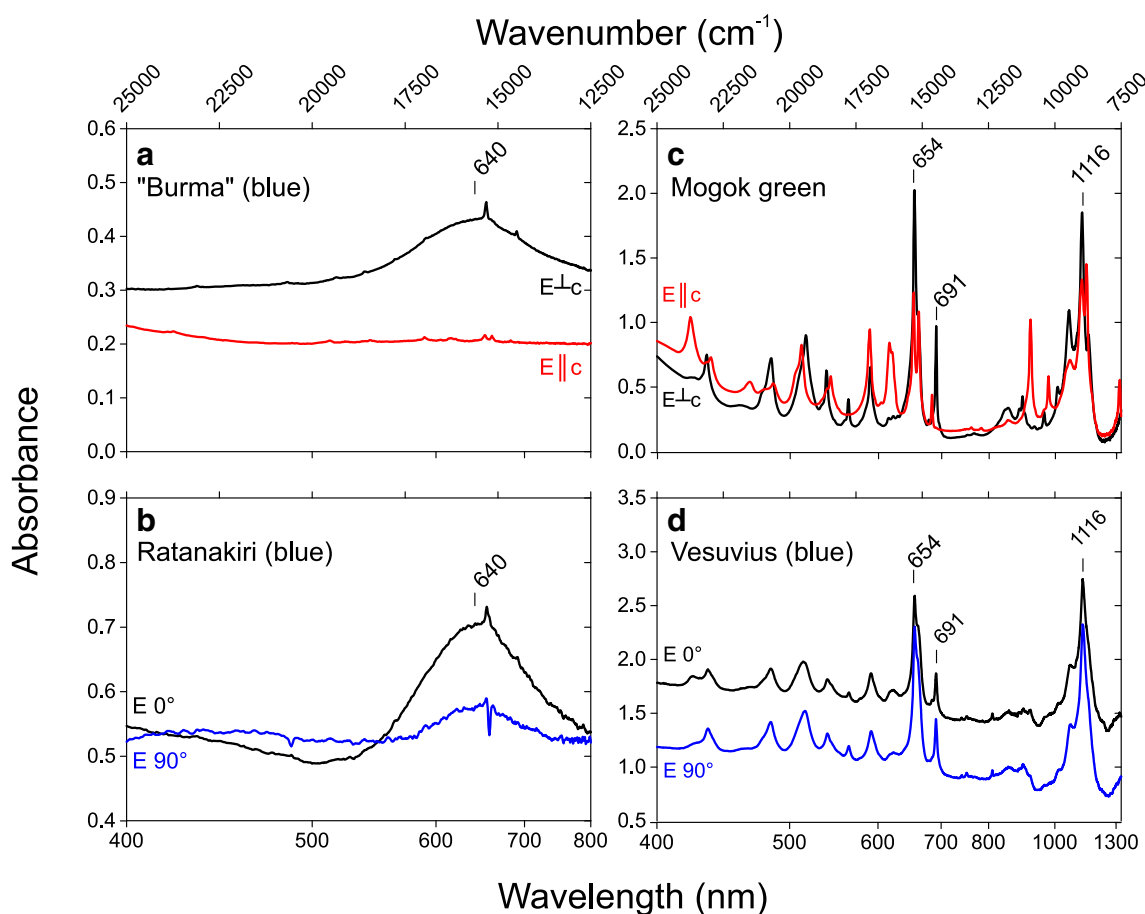 Wavenumber (cm⁻¹)
25000 22500 20000 17500 15000 12500
25000 22500 20000 17500 15000 12500 10000 7500
Absorbance
0.6
0.5
0.4
0.3
0.2
0.1
0.0
a
"Burma" (blue)
640
E⊥c
E∥c
2.5
2.0
1.5
1.0
0.5
0.0
c
Mogok green
654
691
1116
E∥c
E⊥c
0.9
0.8
0.7
0.6
0.5
0.4
b
Ratanakiri (blue)
640
E 0°
E 90°
400 500 600 700 800
3.5
3.0
2.5
2.0
1.5
1.0
0.5
d
Vesuvius (blue)
654
691
1116
E 0°
E 90°
400 500 600 700 800 1000 1300
Wavelength (nm)